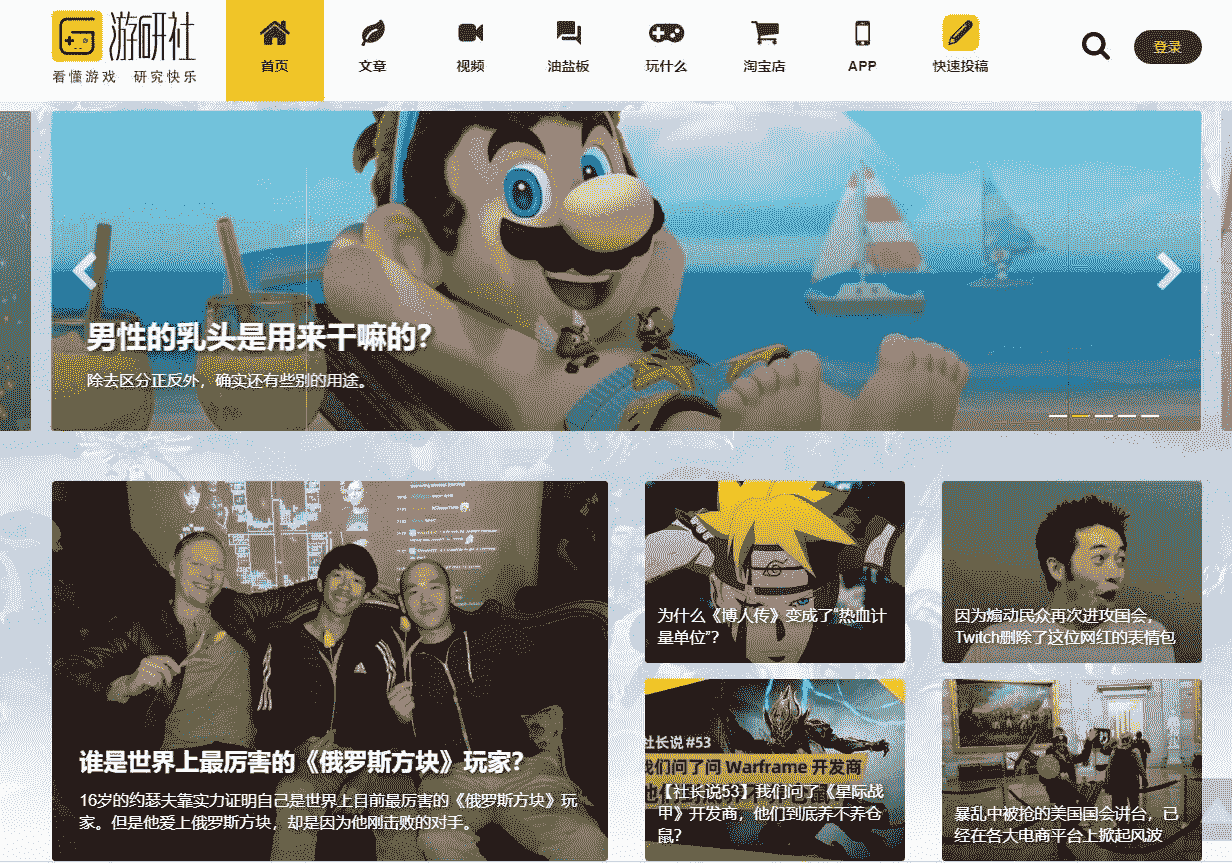 游研社
看懂游戏 研究快乐
首页
文章
视频
油盐板
玩什么
淘宝店
APP
快速投稿
登录
男性的乳头是用来干嘛的？
除去区分正反外，确实还有些别的用途。
谁是世界上最厉害的《俄罗斯方块》玩家？
16岁的约瑟夫靠实力证明自己是世界上目前最厉害的《俄罗斯方块》玩
家。但是他爱上俄罗斯方块，却是因为他刚击败的对手。
为什么《博人传》变成了“热血计
量单位”？
因为煽动民众再次进攻国会，
Twitch删除了这位网红的表情包
社长说#53
我们问了问 Warframe 开发商
【社长说53】我们问了《星际战
甲》开发商，他们到底养不养仓
鼠？
暴乱中被抢的美国国会讲台，已
经在各大电商平台上掀起风波